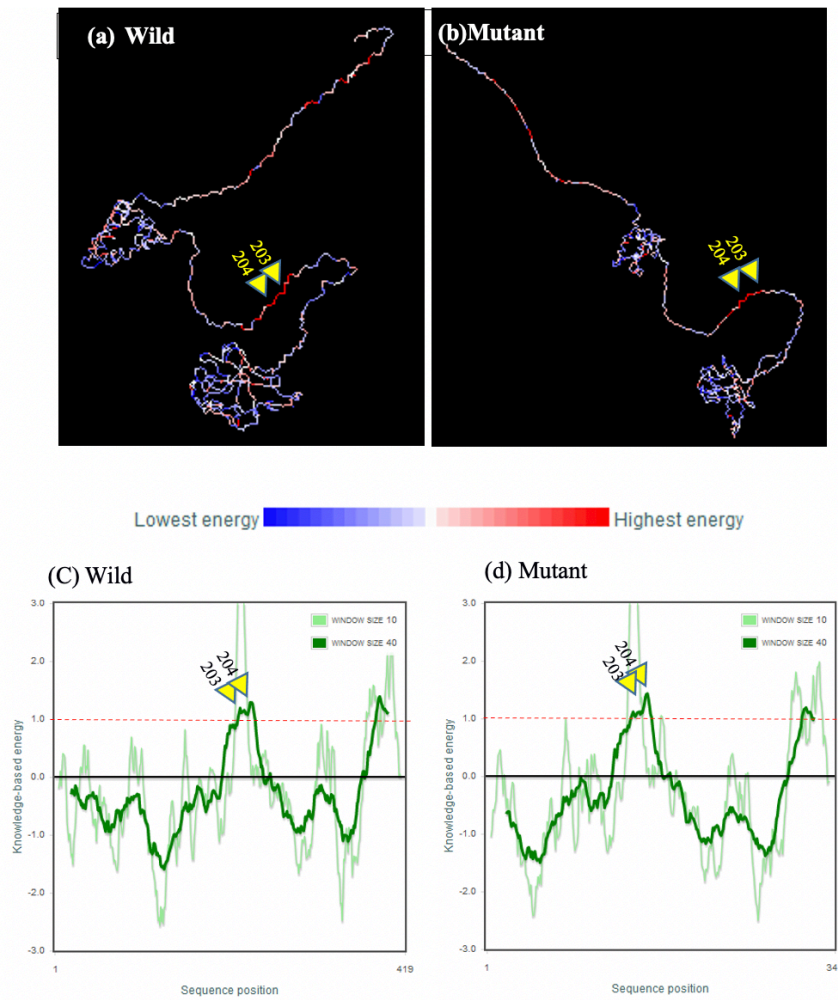 (a) Wild
(b)Mutant
203
204
203
204
Lowest energy
Highest energy
(C) Wild
(d) Mutant
3.0
2.0
1.0
0.0
-1.0
-2.0
-3.0
Knowledge-based energy
WINDOW SIZE 10
WINDOW SIZE 40
204
203
1
419
Sequence position
3.0
2.0
1.0
0.0
-1.0
-2.0
-3.0
Knowledge-based energy
WINDOW SIZE 10
WINDOW SIZE 40
204
203
1
34
Sequence position